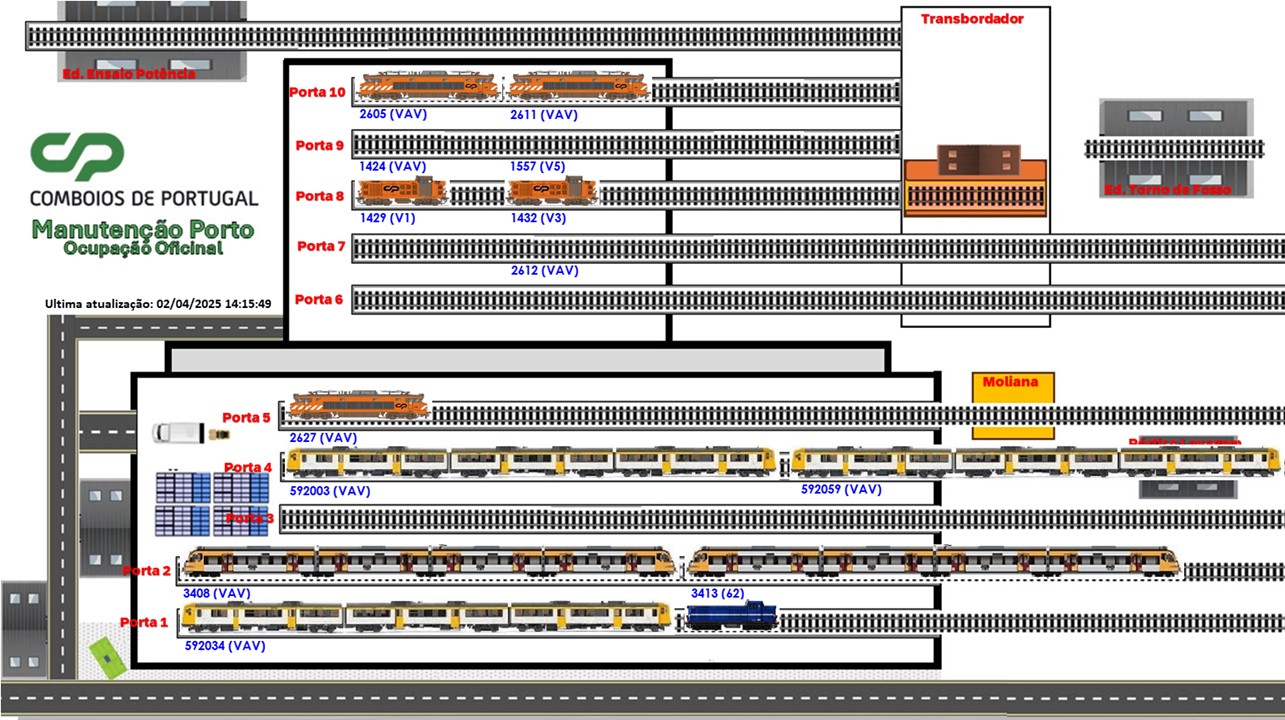 Transbordador
Ed. Ensaio Potência
Porta 10
2605 (VAV)
2611 (VAV)
Porta 9
1424 (VAV)
1557 (V5)
Ed. Torno de Fosso
CP
COMBOIOS DE PORTUGAL
Manutenção Porto
Ocupação Oficinal
Porta 8
1429 (V1)
1432 (V3)
Porta 7
2612 (VAV)
Porta 6
Ultima atualização: 02/04/2025 14:15:49
Moliana
Porta 5
2627 (VAV)
Porta 4
592003 (VAV)
592059 (VAV)
Porta 3
Porta 2
3408 (VAV)
3413 (62)
Porta 1
592034 (VAV)